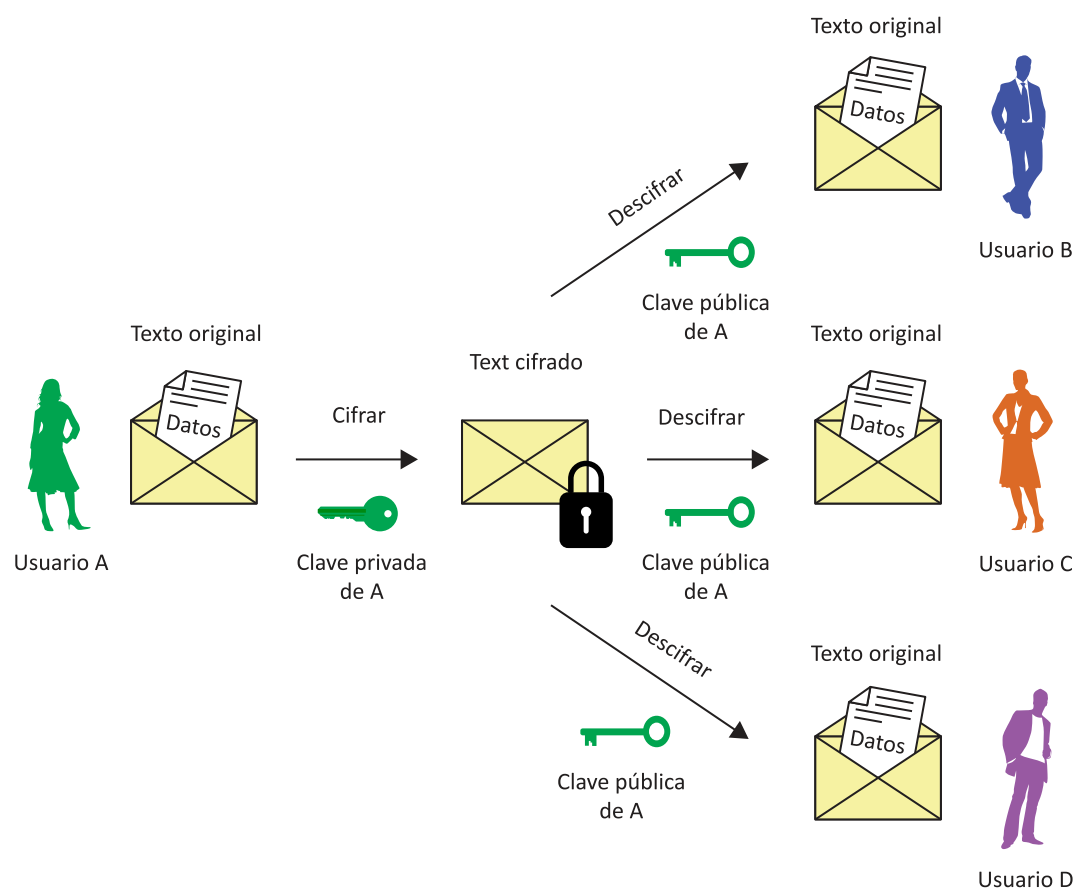 Texto original
Datos
Descifrar
Usuario B
Clave pública
de A
Texto original
Datos
Usuario A
Cifrar
Clave privada
de A
Text cifrado
Descifrar
Clave pública
de A
Texto original
Datos
Usuario C
Descifrar
Clave pública
de A
Texto original
Datos
Usuario D